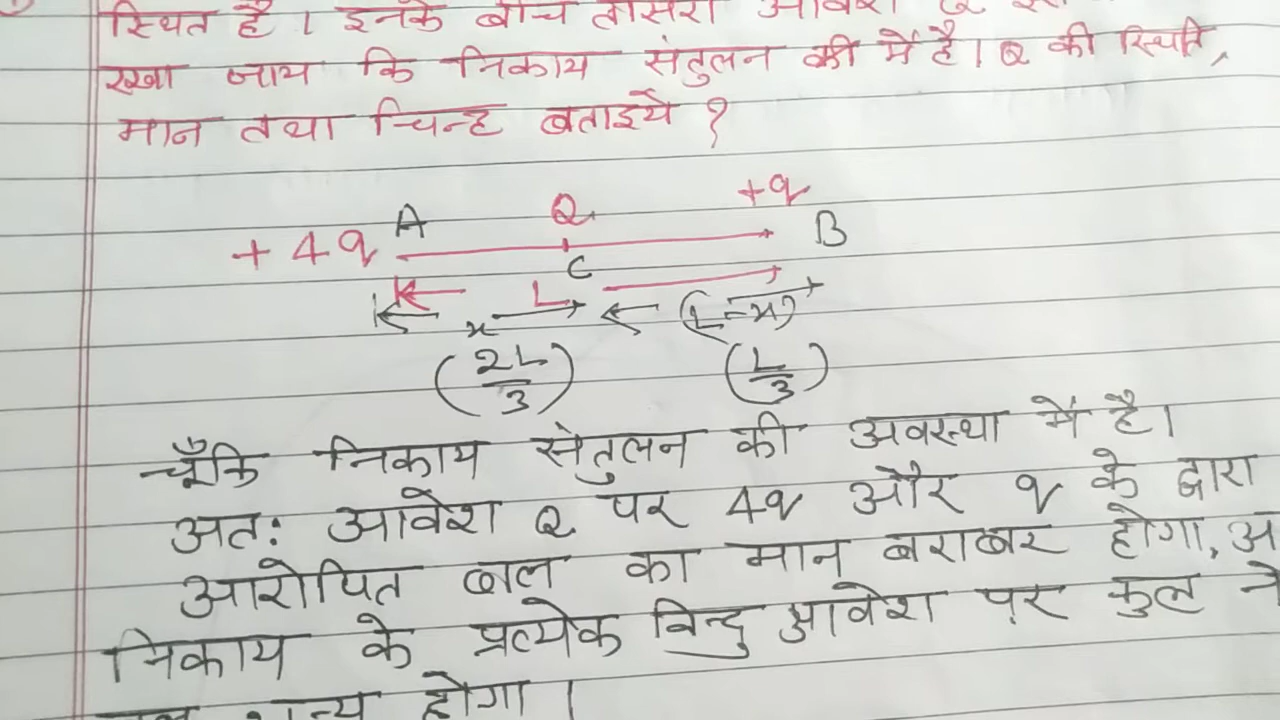 स्थित है । इनके बीच तीसरा आवेश Q
रखा जाय कि निकाय संतुलन की में है । Q की स्थिति,
मान तथा चिन्ह बताइये ?
+q
A Q B
+ 4q
C
L
x (L-x)
(2L/3) (L/3)
चूँकि निकाय संतुलन की अवस्था में है ।
अतः आवेश Q पर 4q और q के द्वारा
आरोपित बल का मान बराबर होगा, अ
निकाय के प्रत्येक विन्दु आवेश पर कुल ने
होगा ।